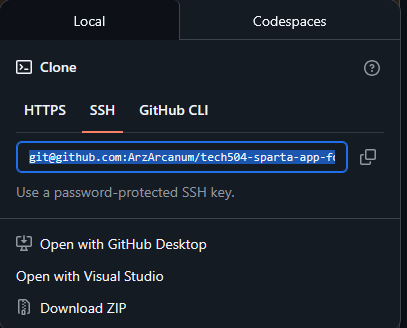 Local Codespaces
Clone
HTTPS SSH GitHub CLI
git@github.com:ArzArcanum/tech504-sparta-app-f
Use a password-protected SSH key.
Open with GitHub Desktop
Open with Visual Studio
Download ZIP